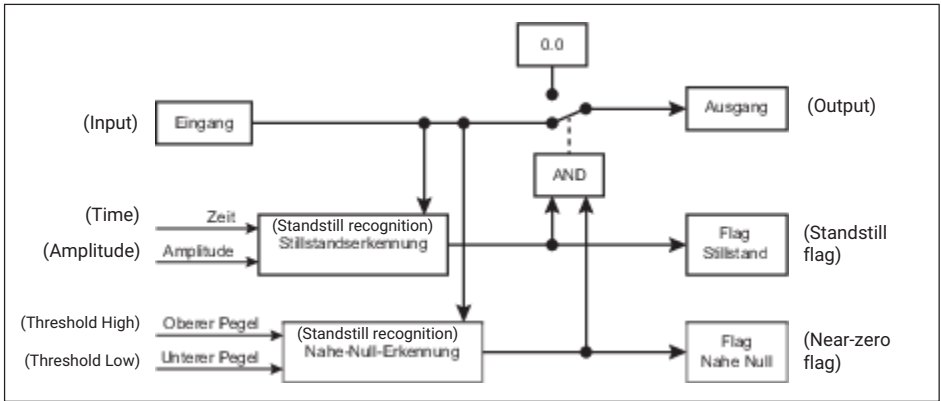 0.0
(Input) Eingang Ausgang (Output)
AND
(Time) Zeit
(Amplitude) Amplitude
(Standstill recognition)
Stillstandserkennung
Flag
Stillstand
(Standstill
flag)
(Threshold High) Oberer Pegel
(Threshold Low) Unterer Pegel
(Standstill recognition)
Nahe-Null-Erkennung
Flag
Nahe Null
(Near-zero
flag)